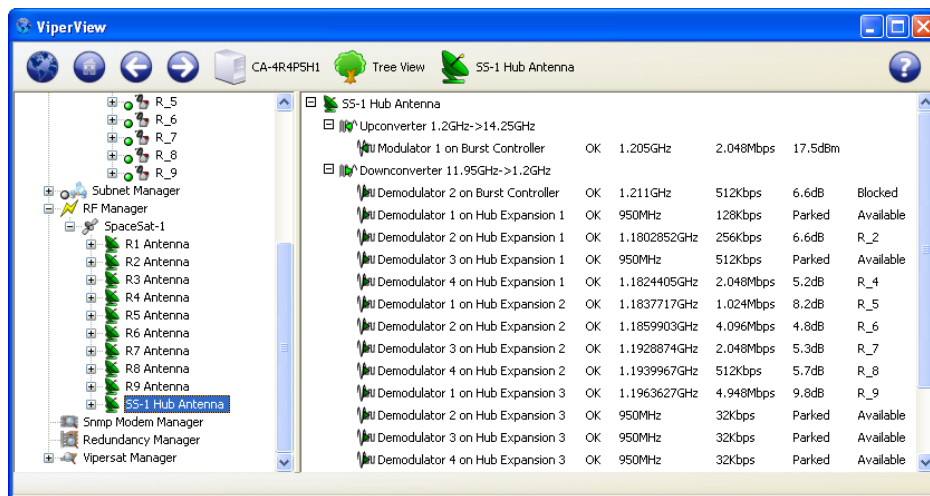 ViperView
CA-4R4P5H1 Tree View SS-1 Hub Antenna
R_5
R_6
R_7
R_8
R_9
Subnet Manager
RF Manager
SpaceSat-1
R1 Antenna
R2 Antenna
R3 Antenna
R4 Antenna
R5 Antenna
R6 Antenna
R7 Antenna
R8 Antenna
R9 Antenna
SS-1 Hub Antenna
Snmp Modem Manager
Redundancy Manager
Vipersat Manager
SS-1 Hub Antenna
Upconverter 1.2GHz->14.25GHz
Modulator 1 on Burst Controller OK 1.205GHz 2.048Mbps 17.5dBm
Downconverter 11.95GHz->1.2GHz
Demodulator 2 on Burst Controller OK 1.211GHz 512Kbps 6.6dB Blocked
Demodulator 1 on Hub Expansion 1 OK 950MHz 128Kbps Parked Available
Demodulator 2 on Hub Expansion 1 OK 1.1802852GHz 256Kbps 6.6dB R_2
Demodulator 3 on Hub Expansion 1 OK 950MHz 512Kbps Parked Available
Demodulator 4 on Hub Expansion 1 OK 1.1824405GHz 2.048Mbps 5.2dB R_4
Demodulator 1 on Hub Expansion 2 OK 1.1837717GHz 1.024Mbps 8.2dB R_5
Demodulator 2 on Hub Expansion 2 OK 1.1859903GHz 4.096Mbps 4.8dB R_6
Demodulator 3 on Hub Expansion 2 OK 1.1928874GHz 2.048Mbps 5.3dB R_7
Demodulator 4 on Hub Expansion 2 OK 1.1939967GHz 512Kbps 5.7dB R_8
Demodulator 1 on Hub Expansion 3 OK 1.1963627GHz 4.948Mbps 9.8dB R_9
Demodulator 2 on Hub Expansion 3 OK 950MHz 32Kbps Parked Available
Demodulator 3 on Hub Expansion 3 OK 950MHz 32Kbps Parked Available
Demodulator 4 on Hub Expansion 3 OK 950MHz 32Kbps Parked Available